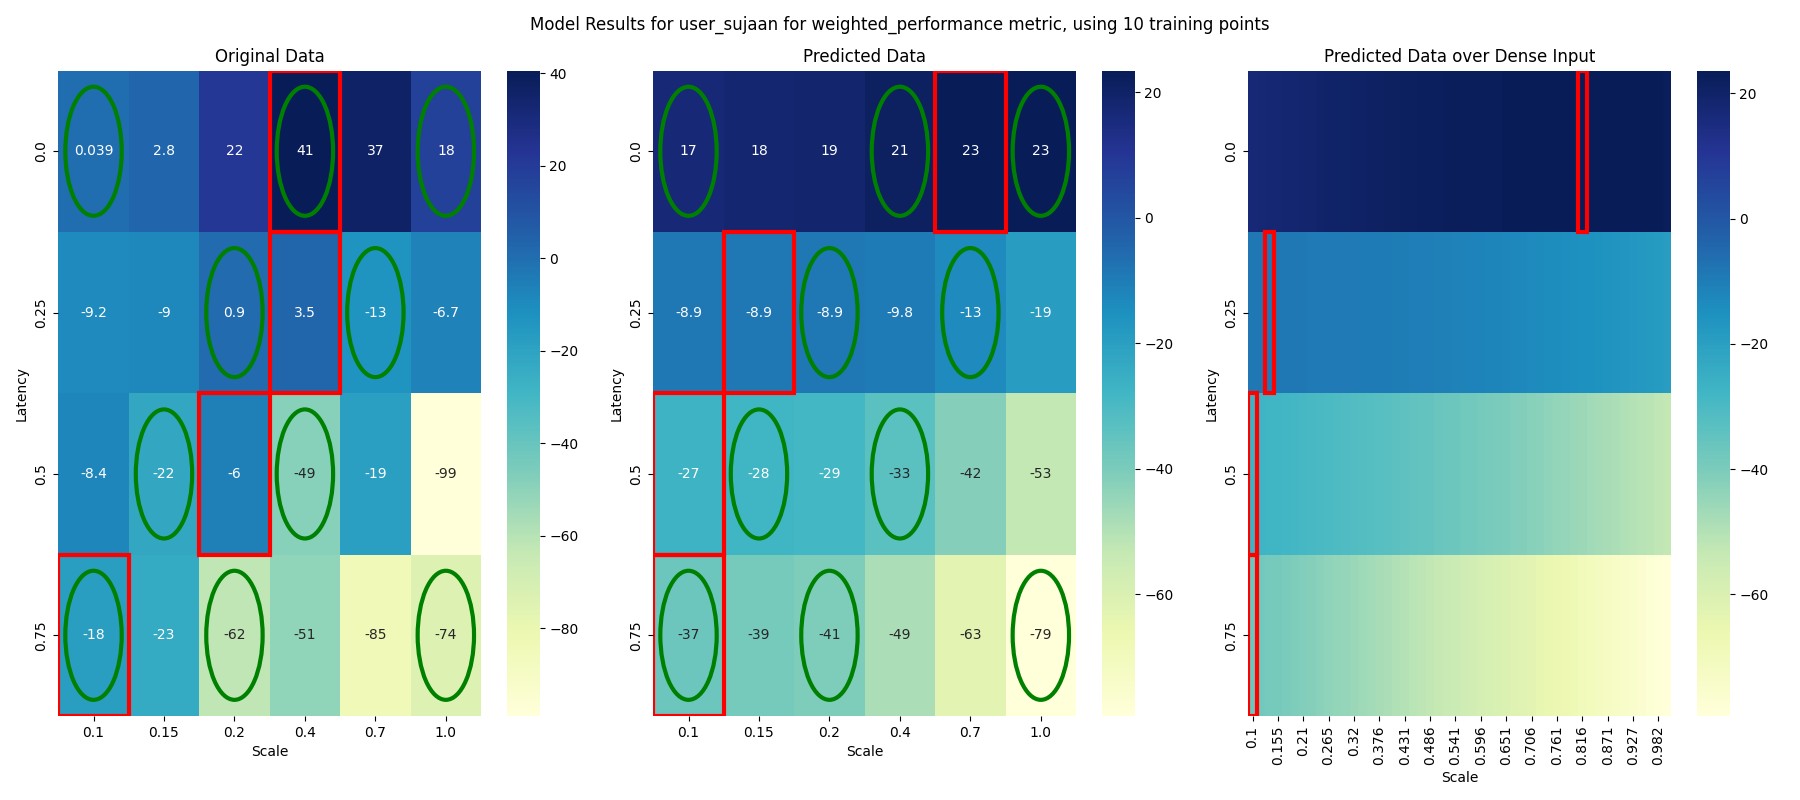 Model Results for user_sujaan for weighted_performance metric, using 10 training points
Original Data
Latency
0.0
0.25
0.5
0.75
0.039 2.8 22 41 37 18
-9.2 -9 0.9 3.5 -13 -6.7
-8.4 -22 -6 -49 -19 -99
-18 -23 -62 -51 -85 -74
0.1 0.15 0.2 0.4 0.7 1.0
Scale
40
20
0
−20
−40
−60
−80
Predicted Data
Latency
0.0
0.25
0.5
0.75
17 18 19 21 23 23
-8.9 -8.9 -8.9 -9.8 -13 -19
-27 -28 -29 -33 -42 -53
-37 -39 -41 -49 -63 -79
0.1 0.15 0.2 0.4 0.7 1.0
Scale
20
0
−20
−40
−60
Predicted Data over Dense Input
Latency
0.0
0.25
0.5
0.75
0.1 0.155 0.21 0.265 0.32 0.376 0.431 0.486 0.541 0.596 0.651 0.706 0.761 0.816 0.871 0.927 0.982
Scale
20
0
−20
−40
−60